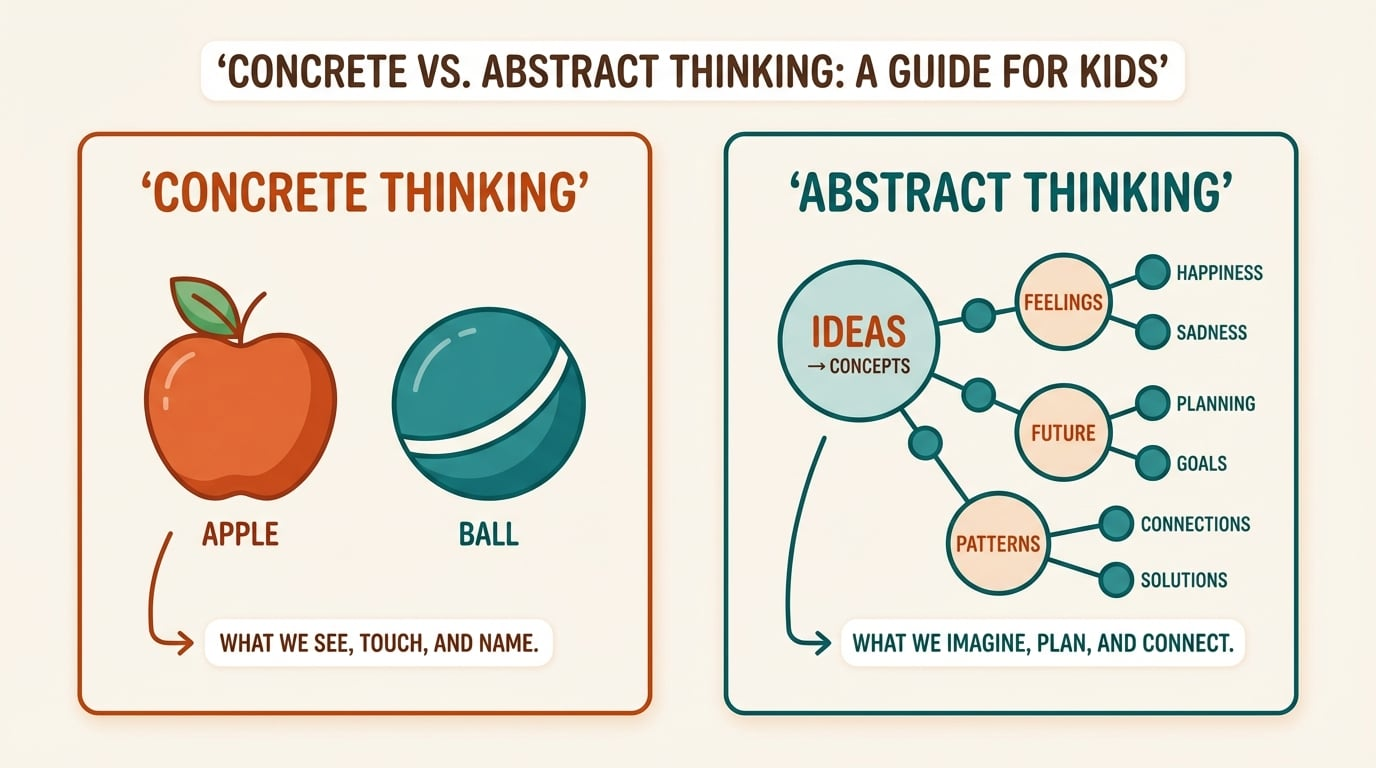 ‘CONCRETE VS. ABSTRACT THINKING: A GUIDE FOR KIDS’
‘CONCRETE THINKING’
APPLE
BALL
WHAT WE SEE, TOUCH, AND NAME.
‘ABSTRACT THINKING’
IDEAS
→ CONCEPTS
FEELINGS
HAPPINESS
SADNESS
FUTURE
PLANNING
GOALS
PATTERNS
CONNECTIONS
SOLUTIONS
WHAT WE IMAGINE, PLAN, AND CONNECT.